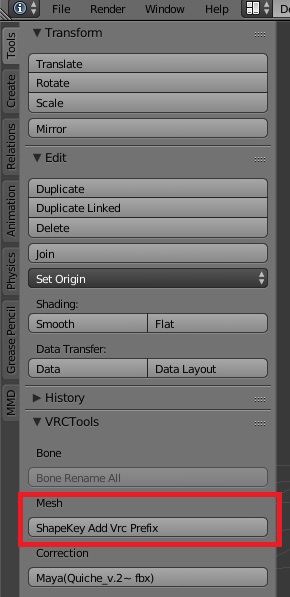 File Render Window Help
Tools
Create
Relations
Animation
Physics
Grease Pencil
MMD
Transform
Translate
Rotate
Scale
Mirror
Edit
Duplicate
Duplicate Linked
Delete
Join
Set Origin
Shading:
Smooth Flat
Data Transfer:
Data Data Layout
History
VRCTools
Bone
Bone Rename All
Mesh
ShapeKey Add Vrc Prefix
Correction
Maya(Quiche_v.2~ fbx)